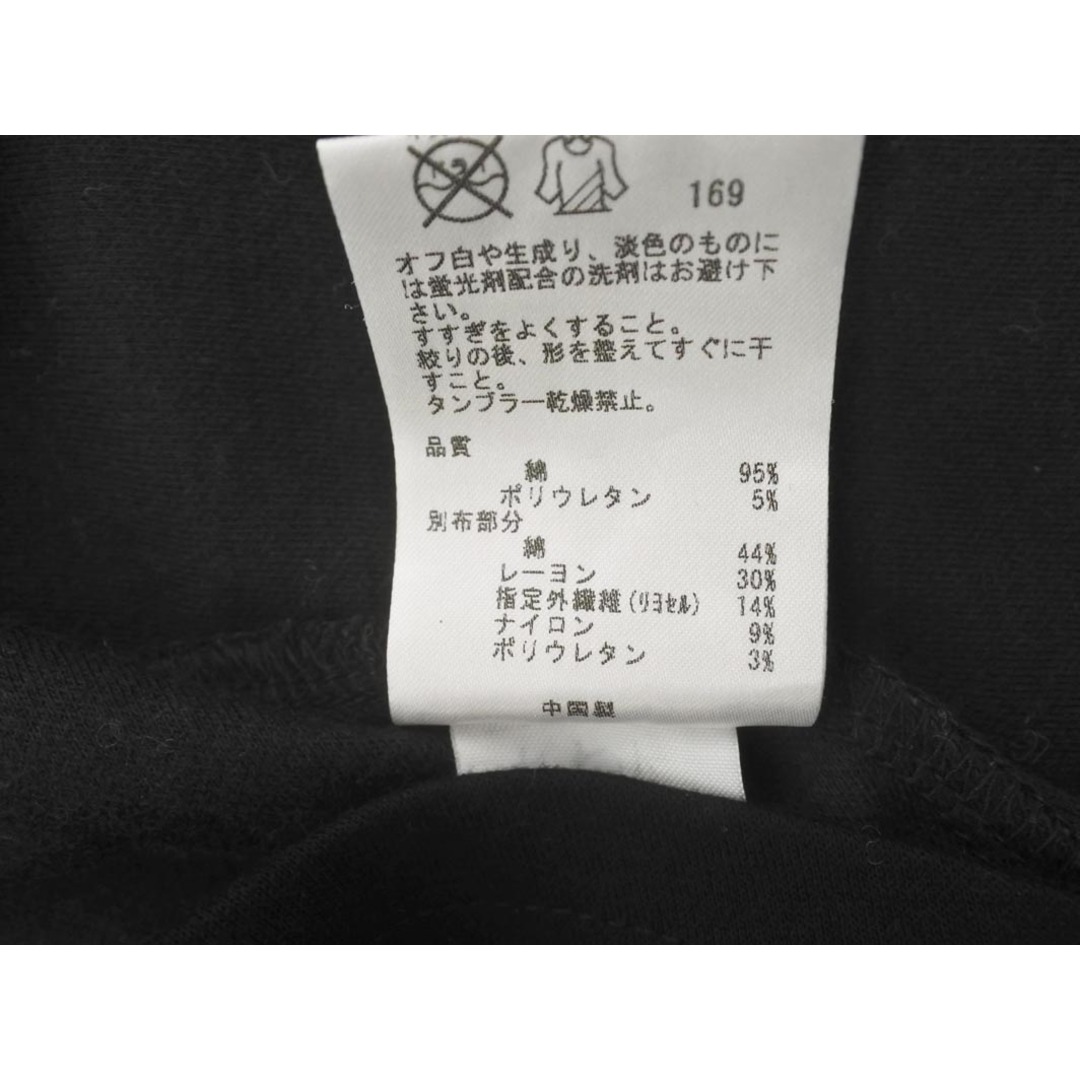 169
オフ白や生成り、淡色のものに
は蛍光剤配合の洗剤はお避け下
さい。
すすぎをよくすること。
絞りの後、形を整えてすぐに干
すこと。
タンブラー乾燥禁止。
品質
綿 95%
ポリウレタン 5%
別布部分
綿 44%
レーヨン 30%
指定外繊維(リヨセル) 14%
ナイロン 9%
ポリウレタン 3%
中国製